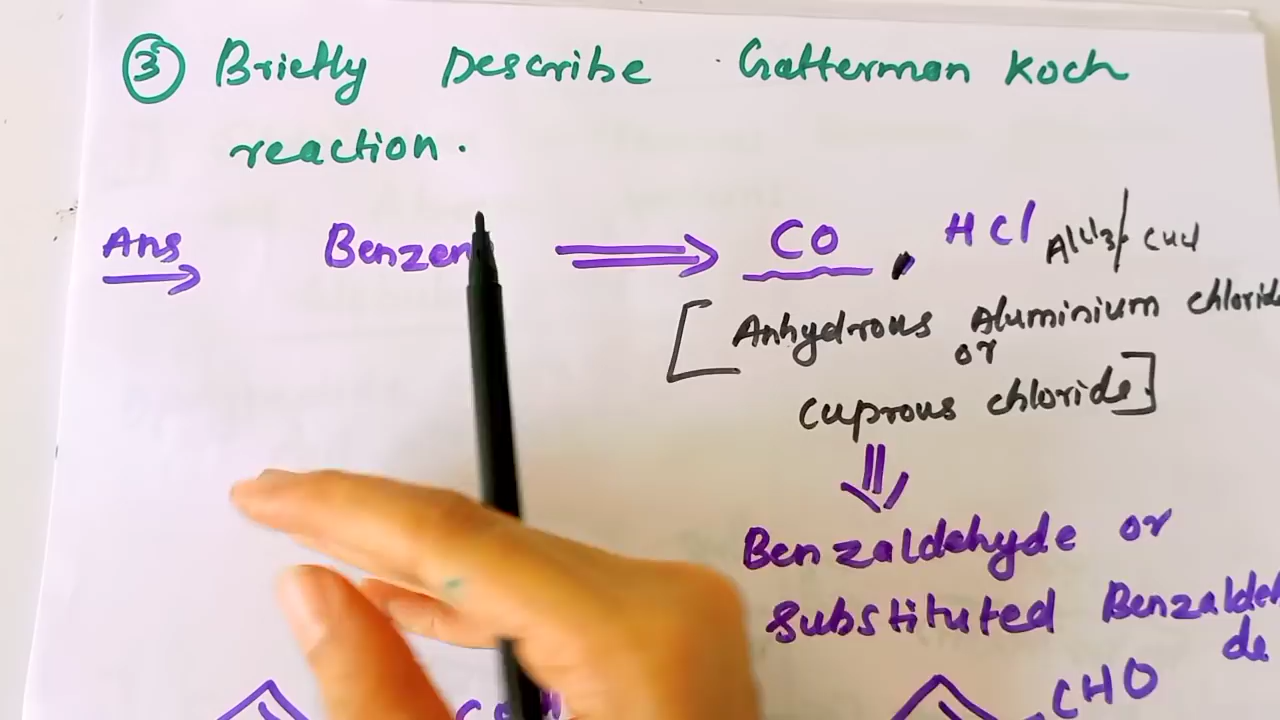 ③ Briefly Describe Gatterman Koch
reaction.
Ans Benzen CO, HCl AlCl3/ CuCl
[Anhydrous Aluminium chloride
or
Cuprous chloride]
Benzaldehyde or
Substituted Benzaldeh
de
CHO